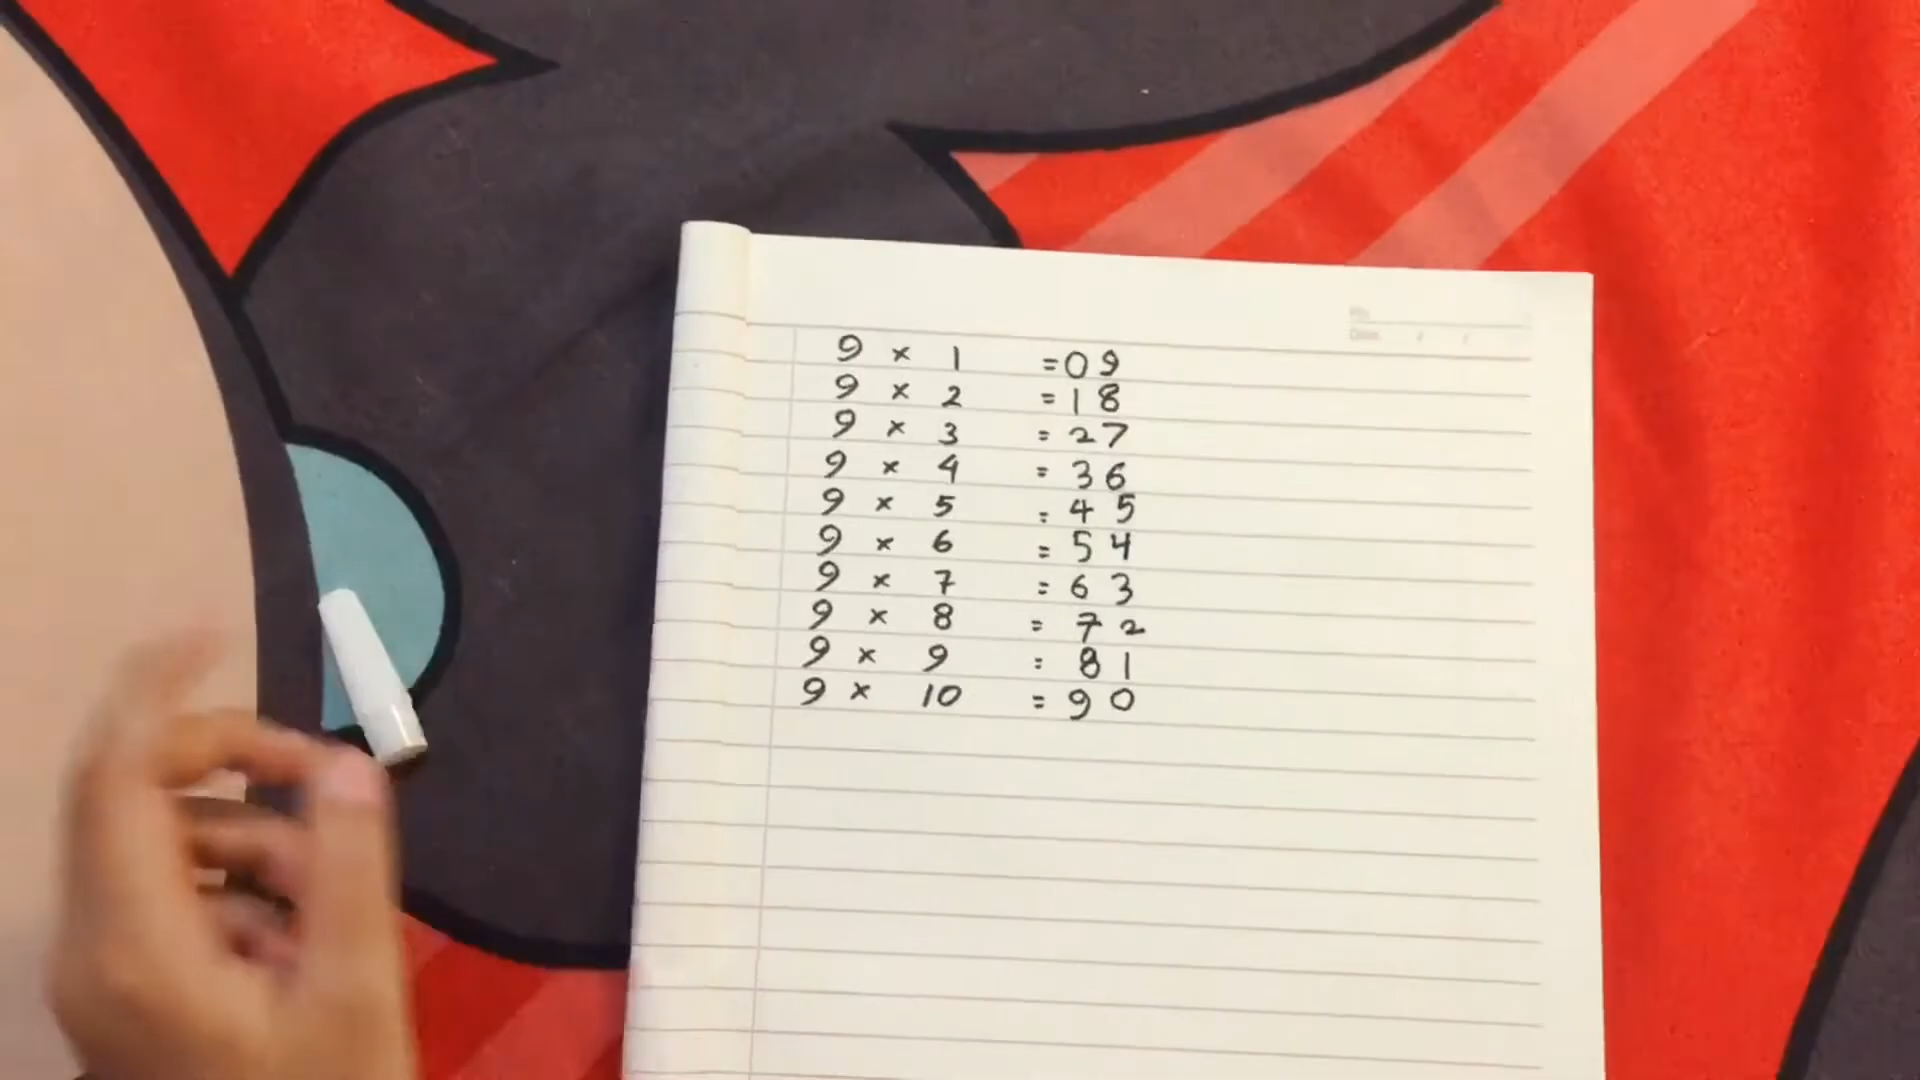 Date / /
9 × 1 = 09
9 × 2 = 18
9 × 3 = 27
9 × 4 = 36
9 × 5 = 45
9 × 6 = 54
9 × 7 = 63
9 × 8 = 72
9 × 9 = 81
9 × 10 = 90